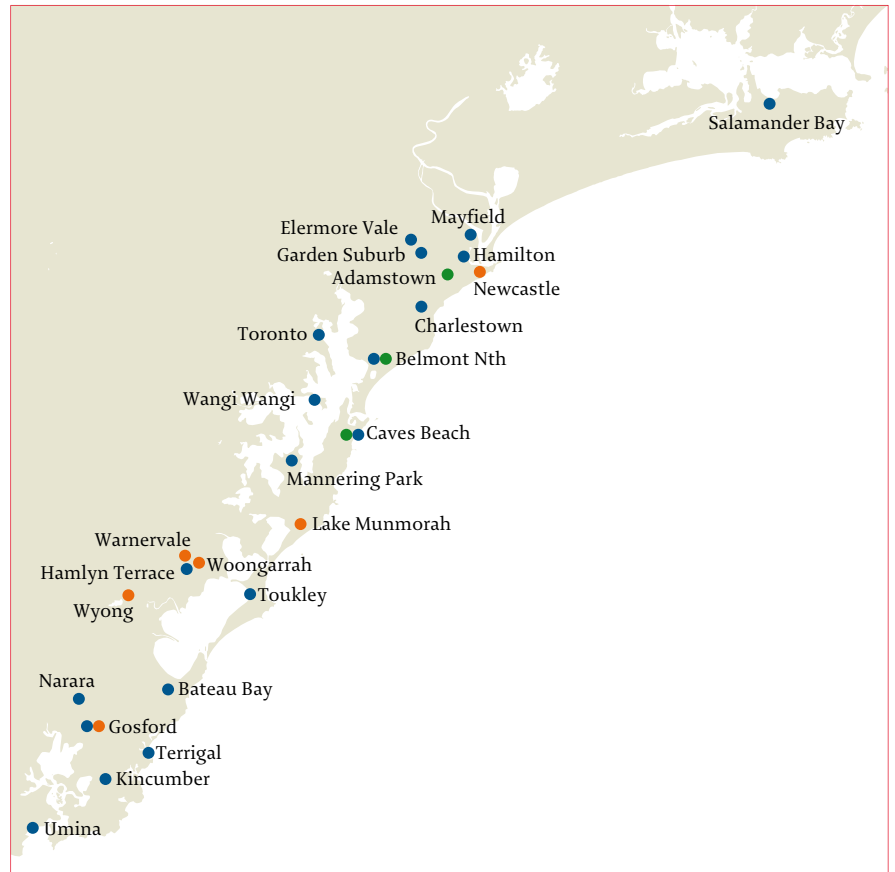 Salamander Bay
Mayfield
Elermore Vale
Garden Suburb
Hamilton
Adamstown
Newcastle
Charlestown
Toronto
Belmont Nth
Wangi Wangi
Caves Beach
Mannering Park
Lake Munmorah
Warnervale
Woongarrah
Hamlyn Terrace
Toukley
Wyong
Narara
Bateau Bay
Gosford
Terrigal
Kincumber
Umina